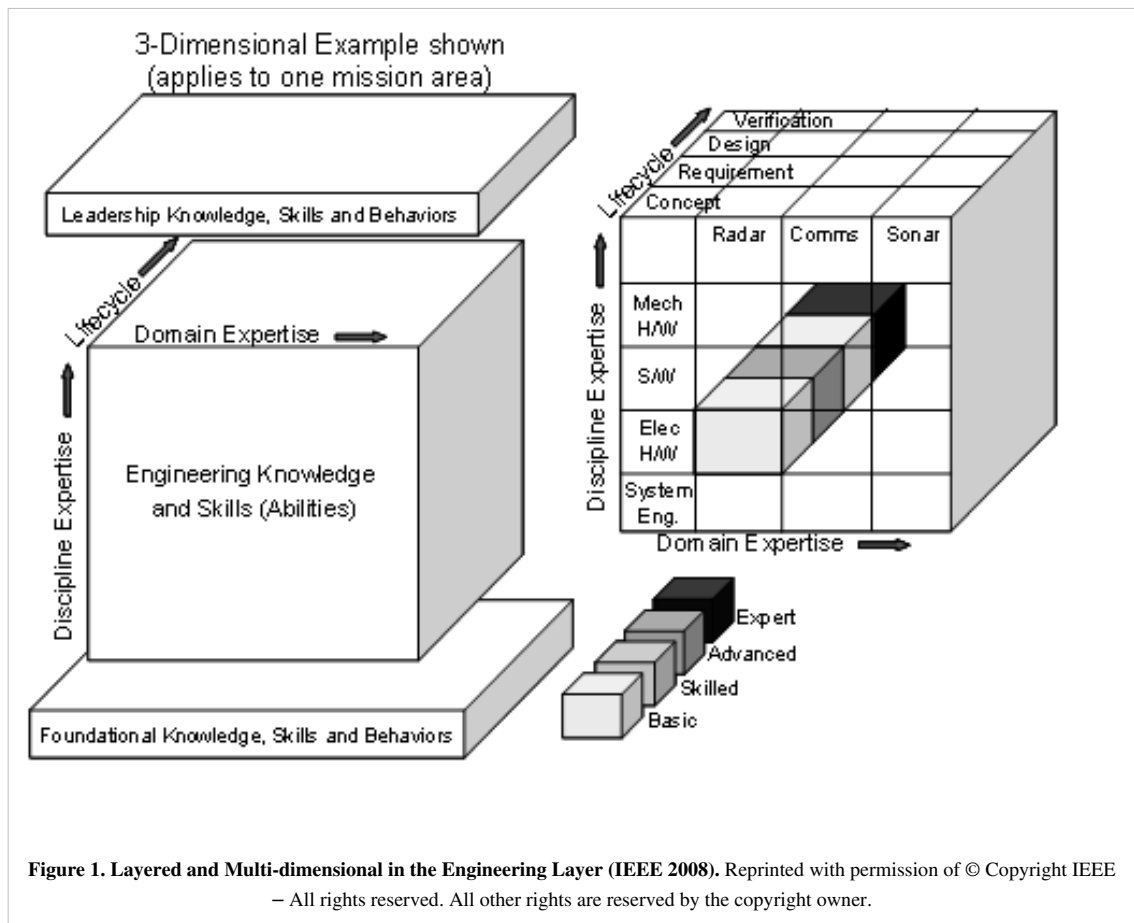 3-Dimensional Example shown
(applies to one mission area)
Leadership Knowledge, Skills and Behaviors
Lifecycle
Domain Expertise
Discipline Expertise
Engineering Knowledge
and Skills (Abilities)
Foundational Knowledge, Skills and Behaviors
Lifecycle
Verification
Design
Requirement
Concept
Radar Comms Sonar
Discipline Expertise
Mech
H/W
S/W
Elec
H/W
System
Eng.
Domain Expertise
Expert
Advanced
Skilled
Basic
Figure 1. Layered and Multi-dimensional in the Engineering Layer (IEEE 2008). Reprinted with permission of © Copyright IEEE
– All rights reserved. All other rights are reserved by the copyright owner.